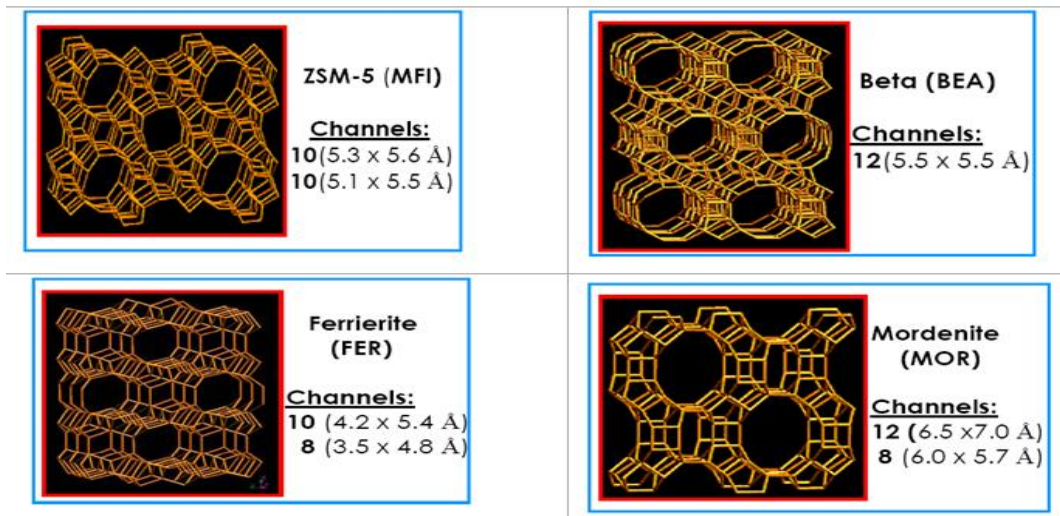 ZSM-5 (MFI)
Channels:
10(5.3 x 5.6 Å)
10(5.1 x 5.5 Å)
Beta (BEA)
Channels:
12(5.5 x 5.5 Å)
Ferrierite
(FER)
Channels:
10 (4.2 x 5.4 Å)
8 (3.5 x 4.8 Å)
Mordenite
(MOR)
Channels:
12 (6.5 x7.0 Å)
8 (6.0 x 5.7 Å)